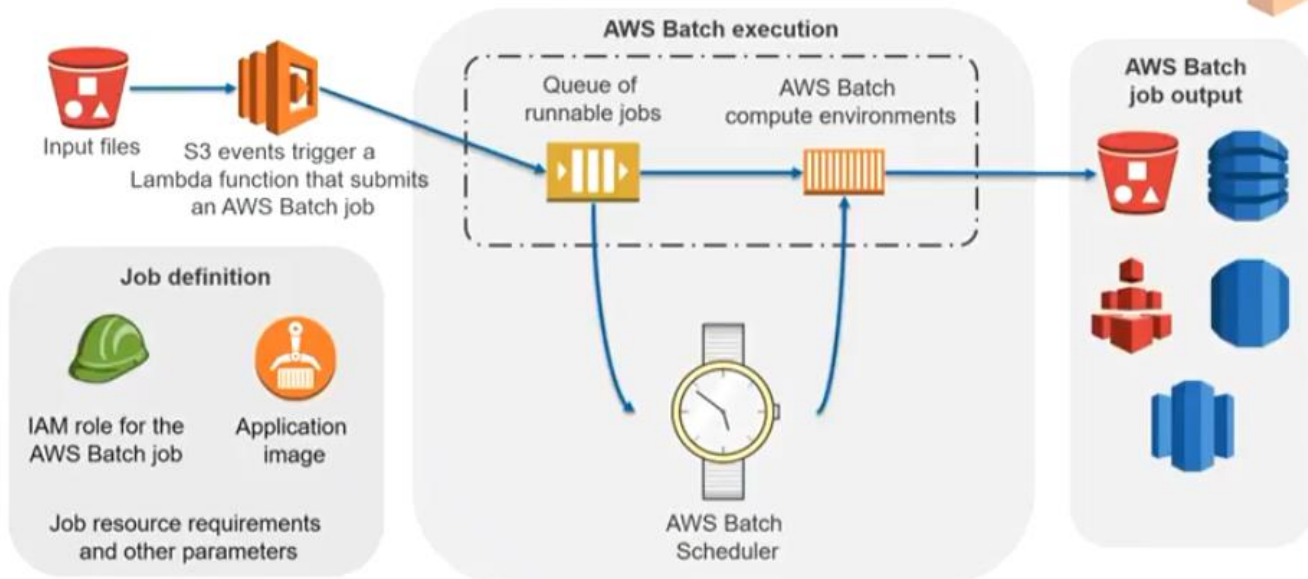 AWS Batch execution
Queue of
runnable jobs
AWS Batch
compute environments
AWS Batch
job output
Input files
S3 events trigger a
Lambda function that submits
an AWS Batch job
Job definition
IAM role for the
AWS Batch job
Application
image
Job resource requirements
and other parameters
AWS Batch
Scheduler